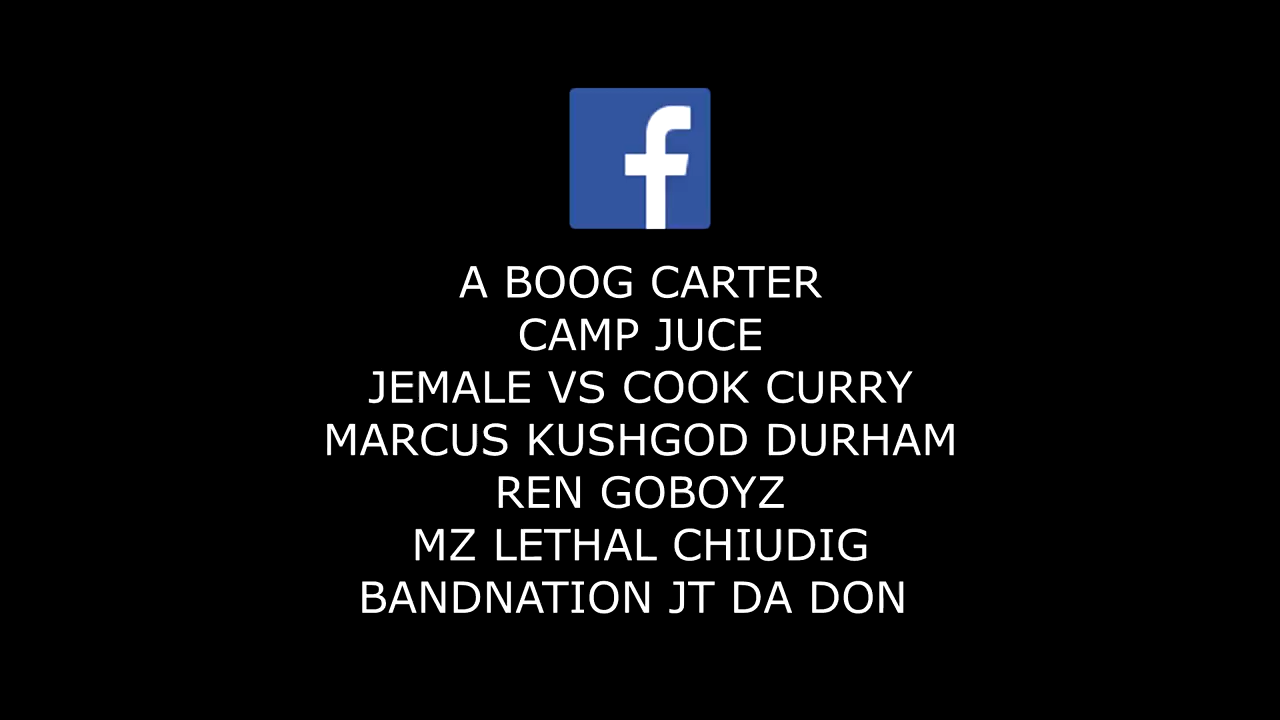 f
A BOOG CARTER
CAMP JUCE
JEMALE VS COOK CURRY
MARCUS KUSHGOD DURHAM
REN GOBOYZ
MZ LETHAL CHIUDIG
BANDNATION JT DA DON